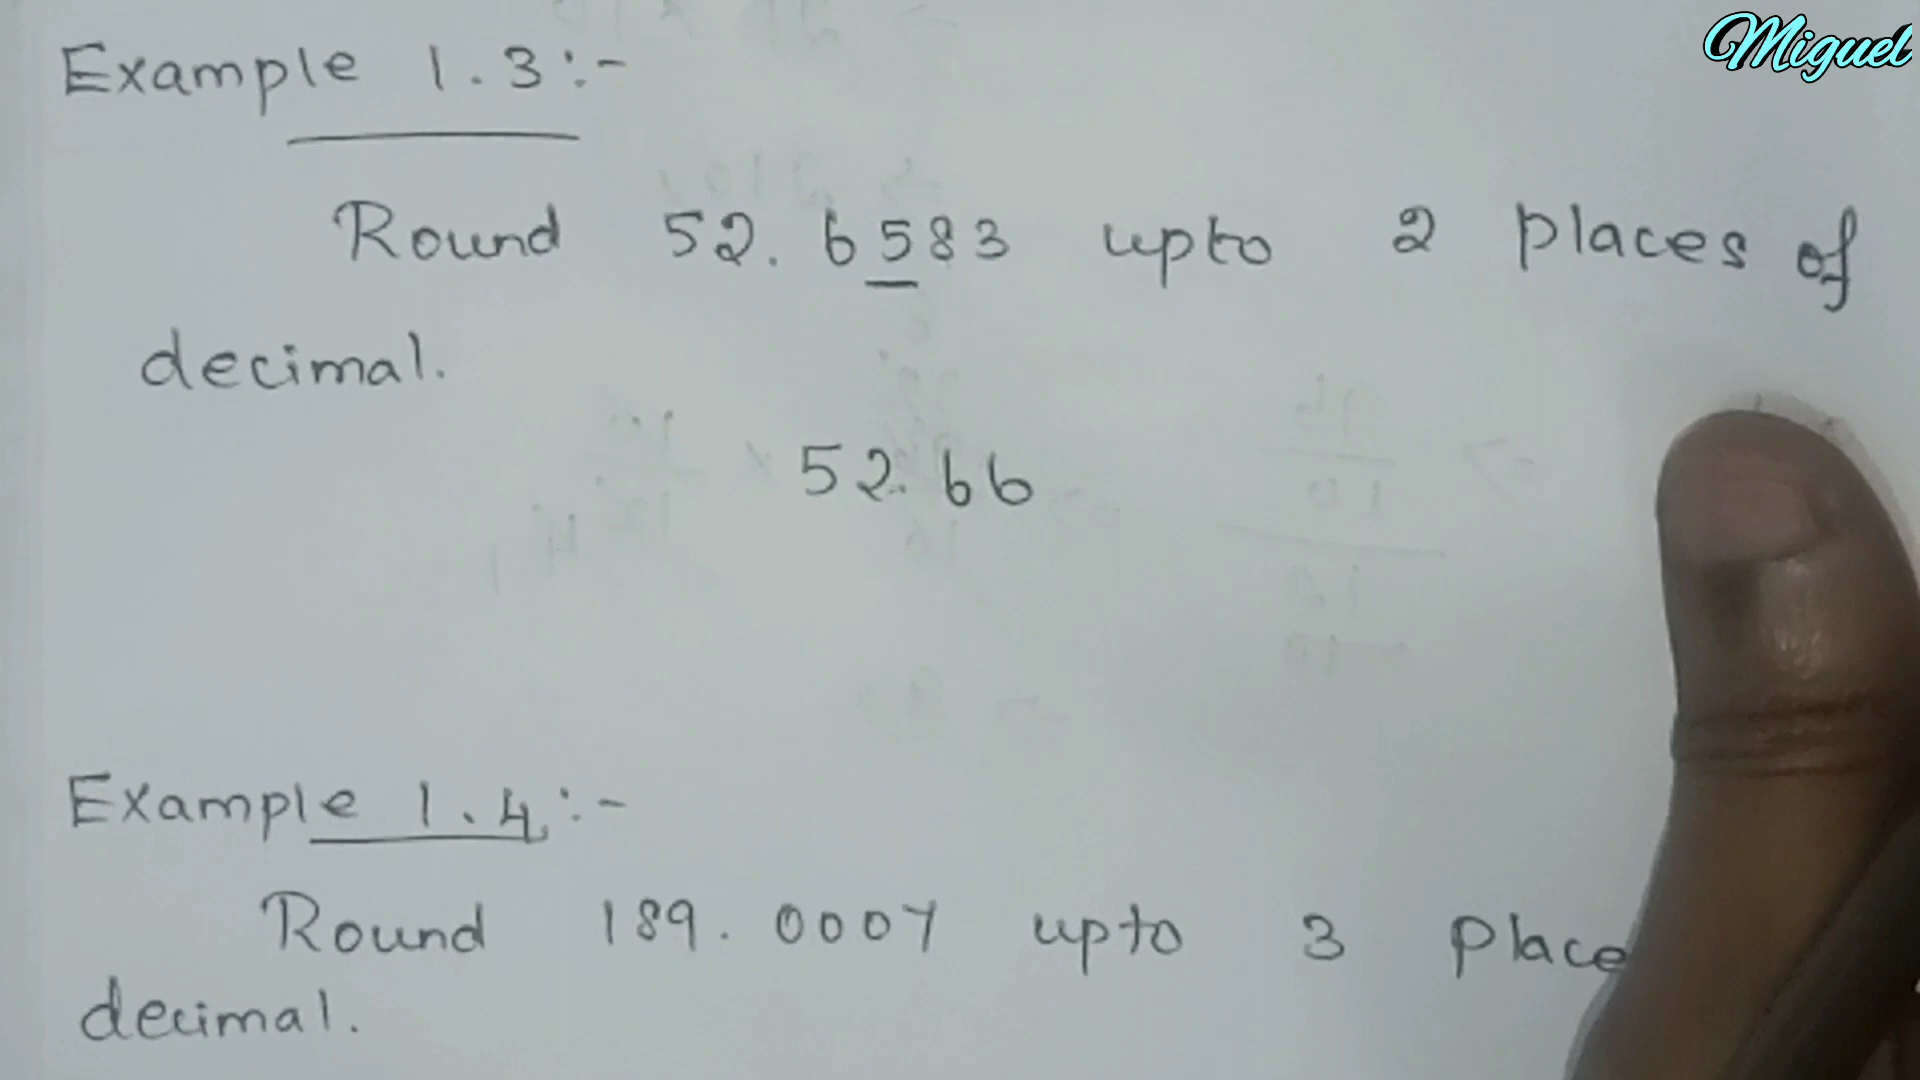 Miguel
Example 1.3:-
Round 52.6583 upto 2 places of
decimal.
52.66
Example 1.4:-
Round 189.0007 upto 3 place
decimal.